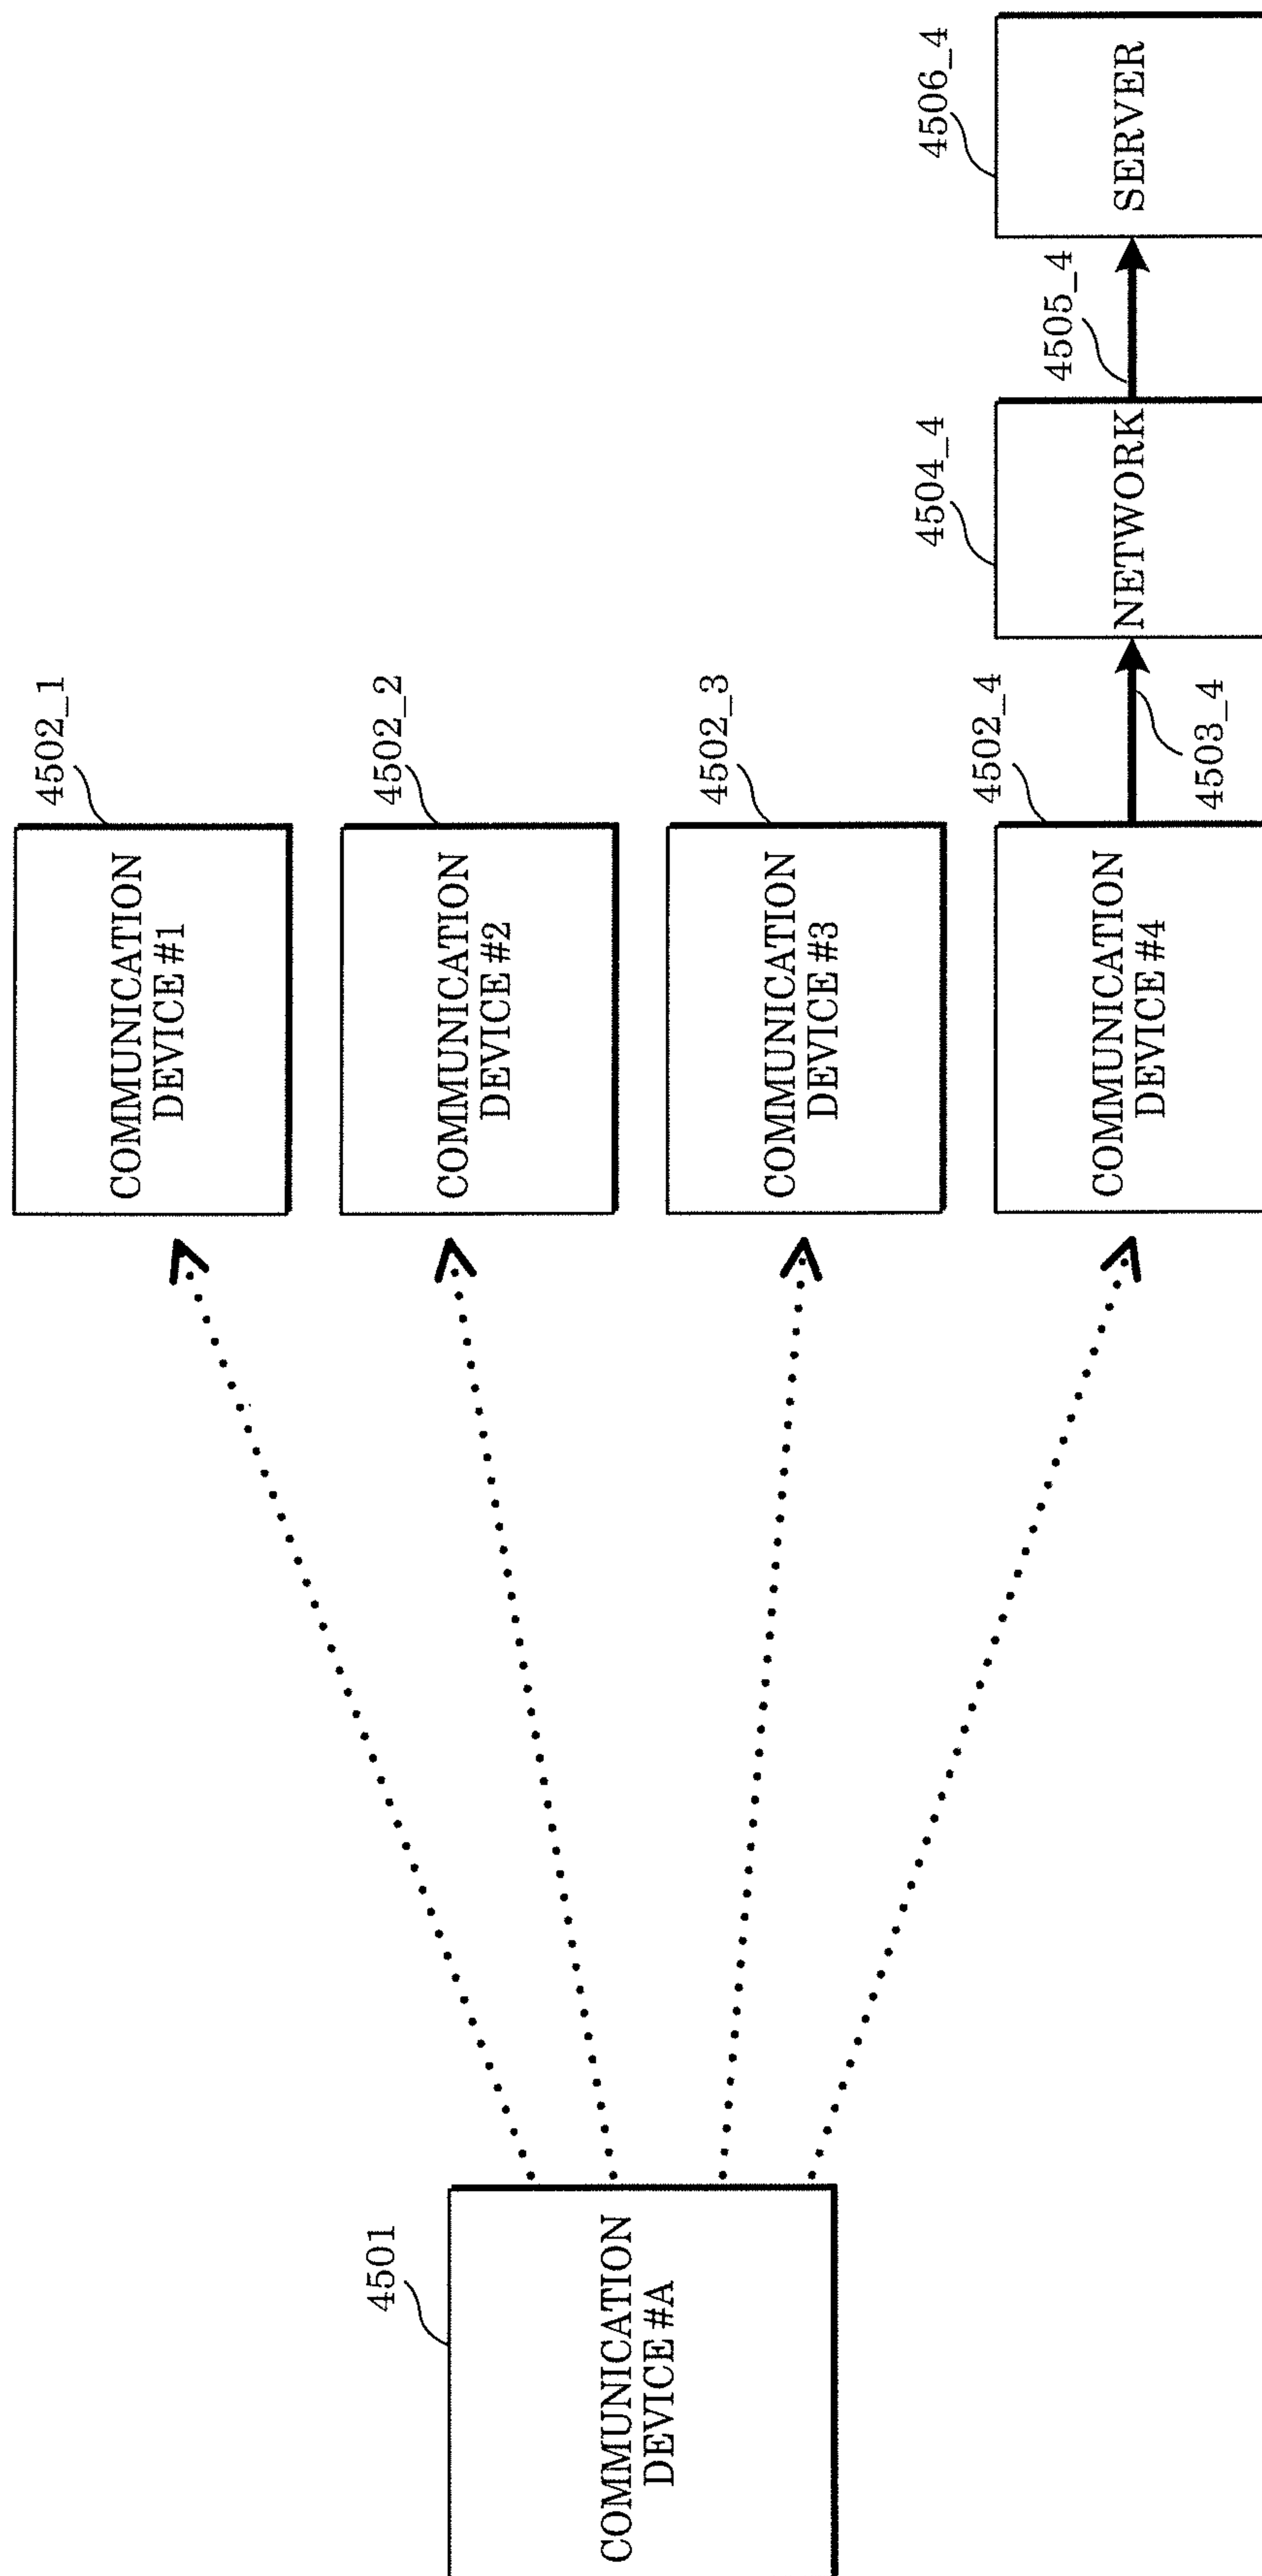 4501
COMMUNICATION
DEVICE #A
4502_1
COMMUNICATION
DEVICE #1
4502_2
COMMUNICATION
DEVICE #2
4502_3
COMMUNICATION
DEVICE #3
4502_4
COMMUNICATION
DEVICE #4
4503_4
4504_4
NETWORK
4505_4
4506_4
SERVER